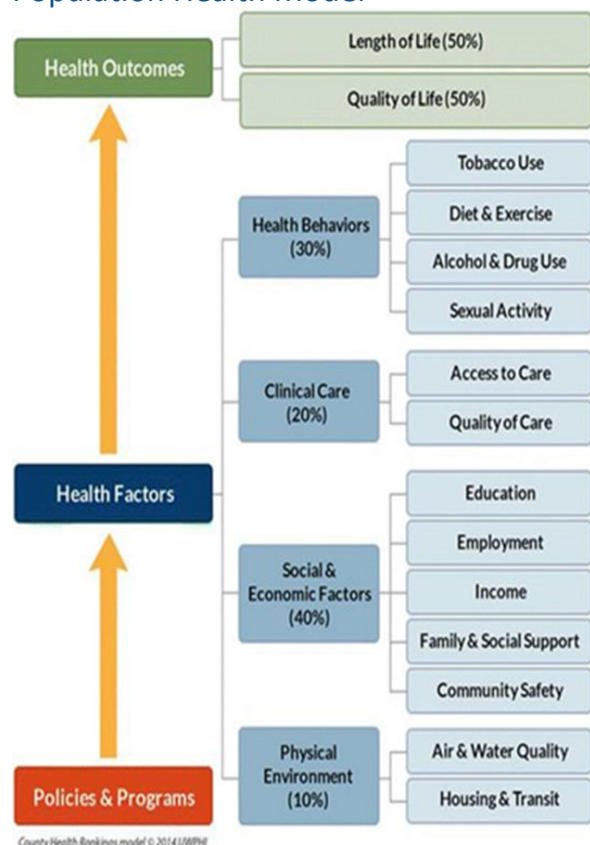 Population Health Model
Health Outcomes
Length of Life (50%)
Quality of Life (50%)
Health Behaviors
(30%)
Tobacco Use
Diet & Exercise
Alcohol & Drug Use
Sexual Activity
Clinical Care
(20%)
Access to Care
Quality of Care
Health Factors
Social &
Economic Factors
(40%)
Education
Employment
Income
Family & Social Support
Community Safety
Physical
Environment
(10%)
Air & Water Quality
Housing & Transit
Policies & Programs
County Health Rankings model © 2014 UWPHI